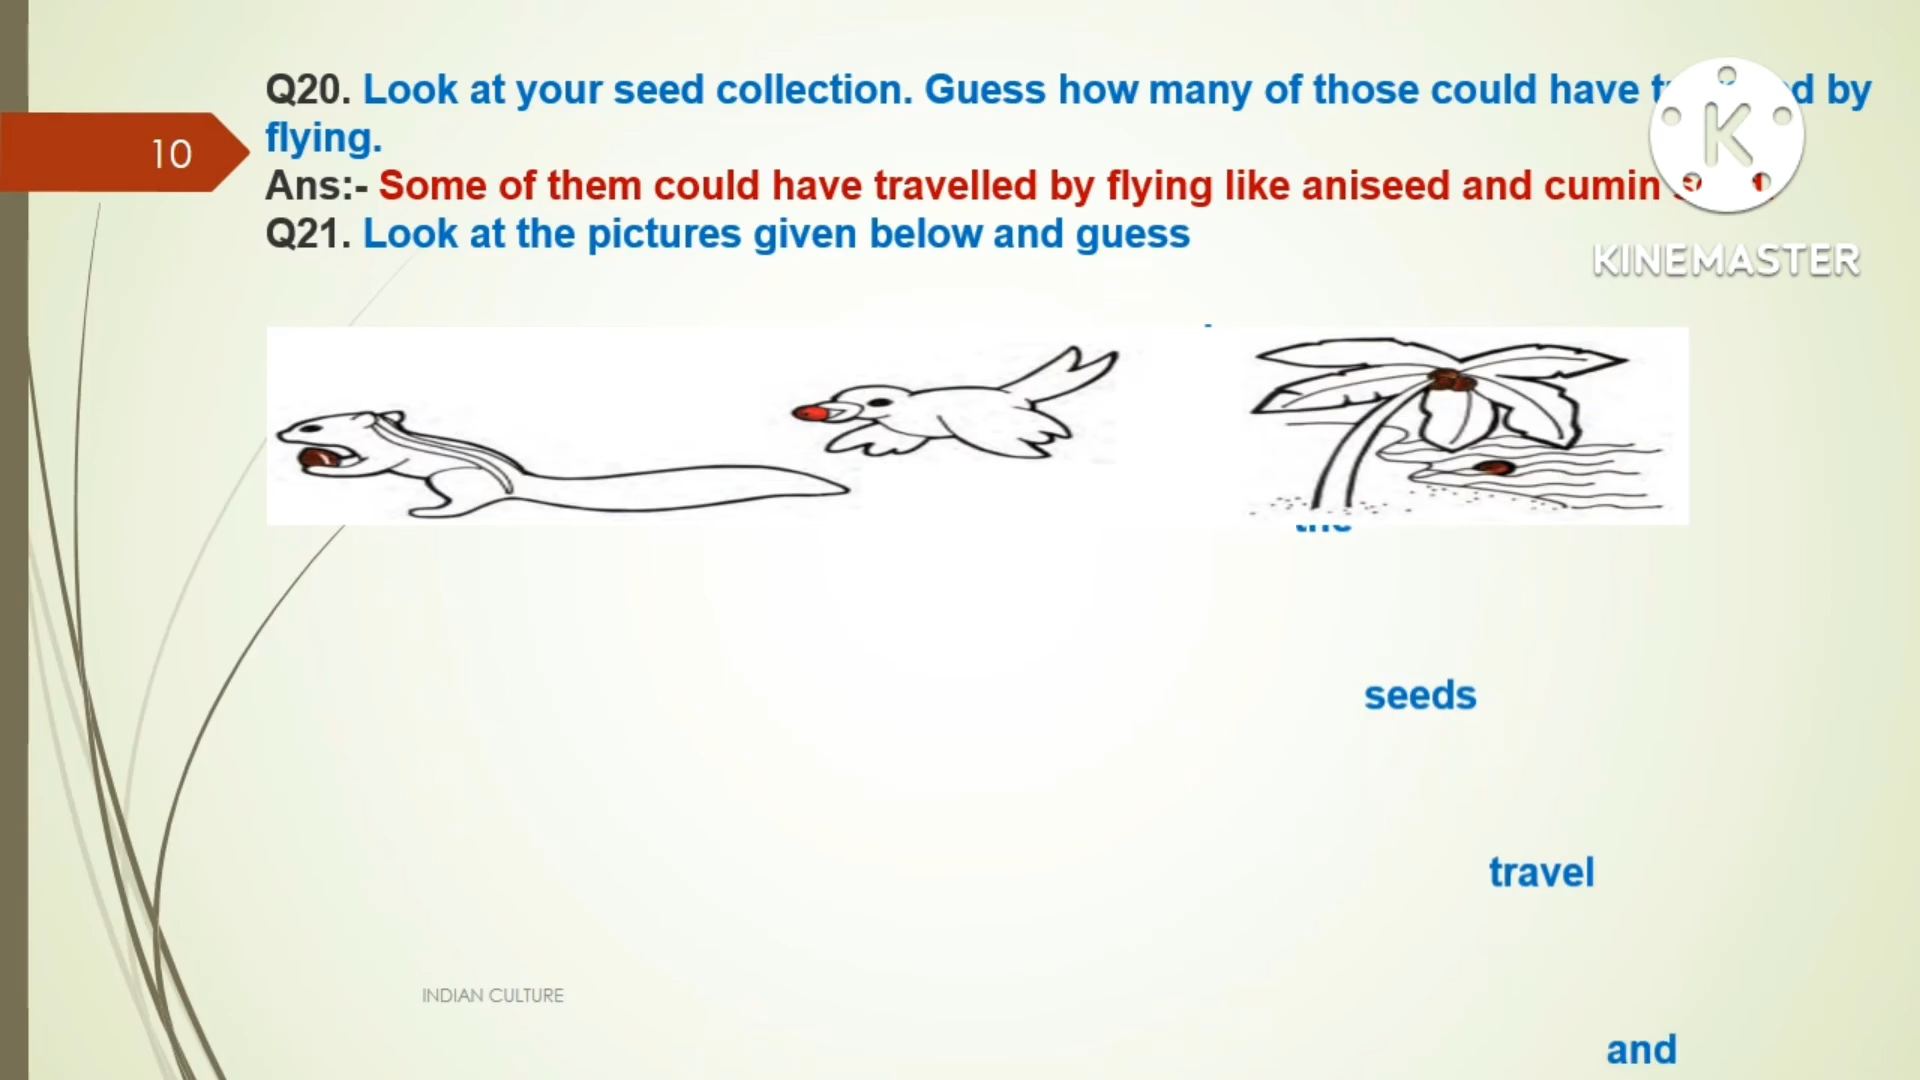 Q20. Look at your seed collection. Guess how many of those could have by
flying.
Ans:- Some of them could have travelled by flying like aniseed and cumin
Q21. Look at the pictures given below and guess
10
K
KINEMASTER
the
seeds
travel
and
INDIAN CULTURE